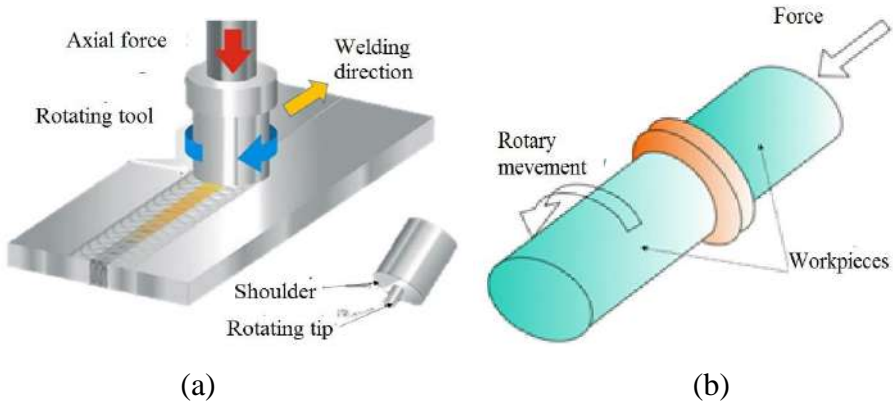 Axial force
Welding
direction
Rotating tool
Shoulder
Rotating tip
(a)
Force
Rotary
mevement
Workpieces
(b)